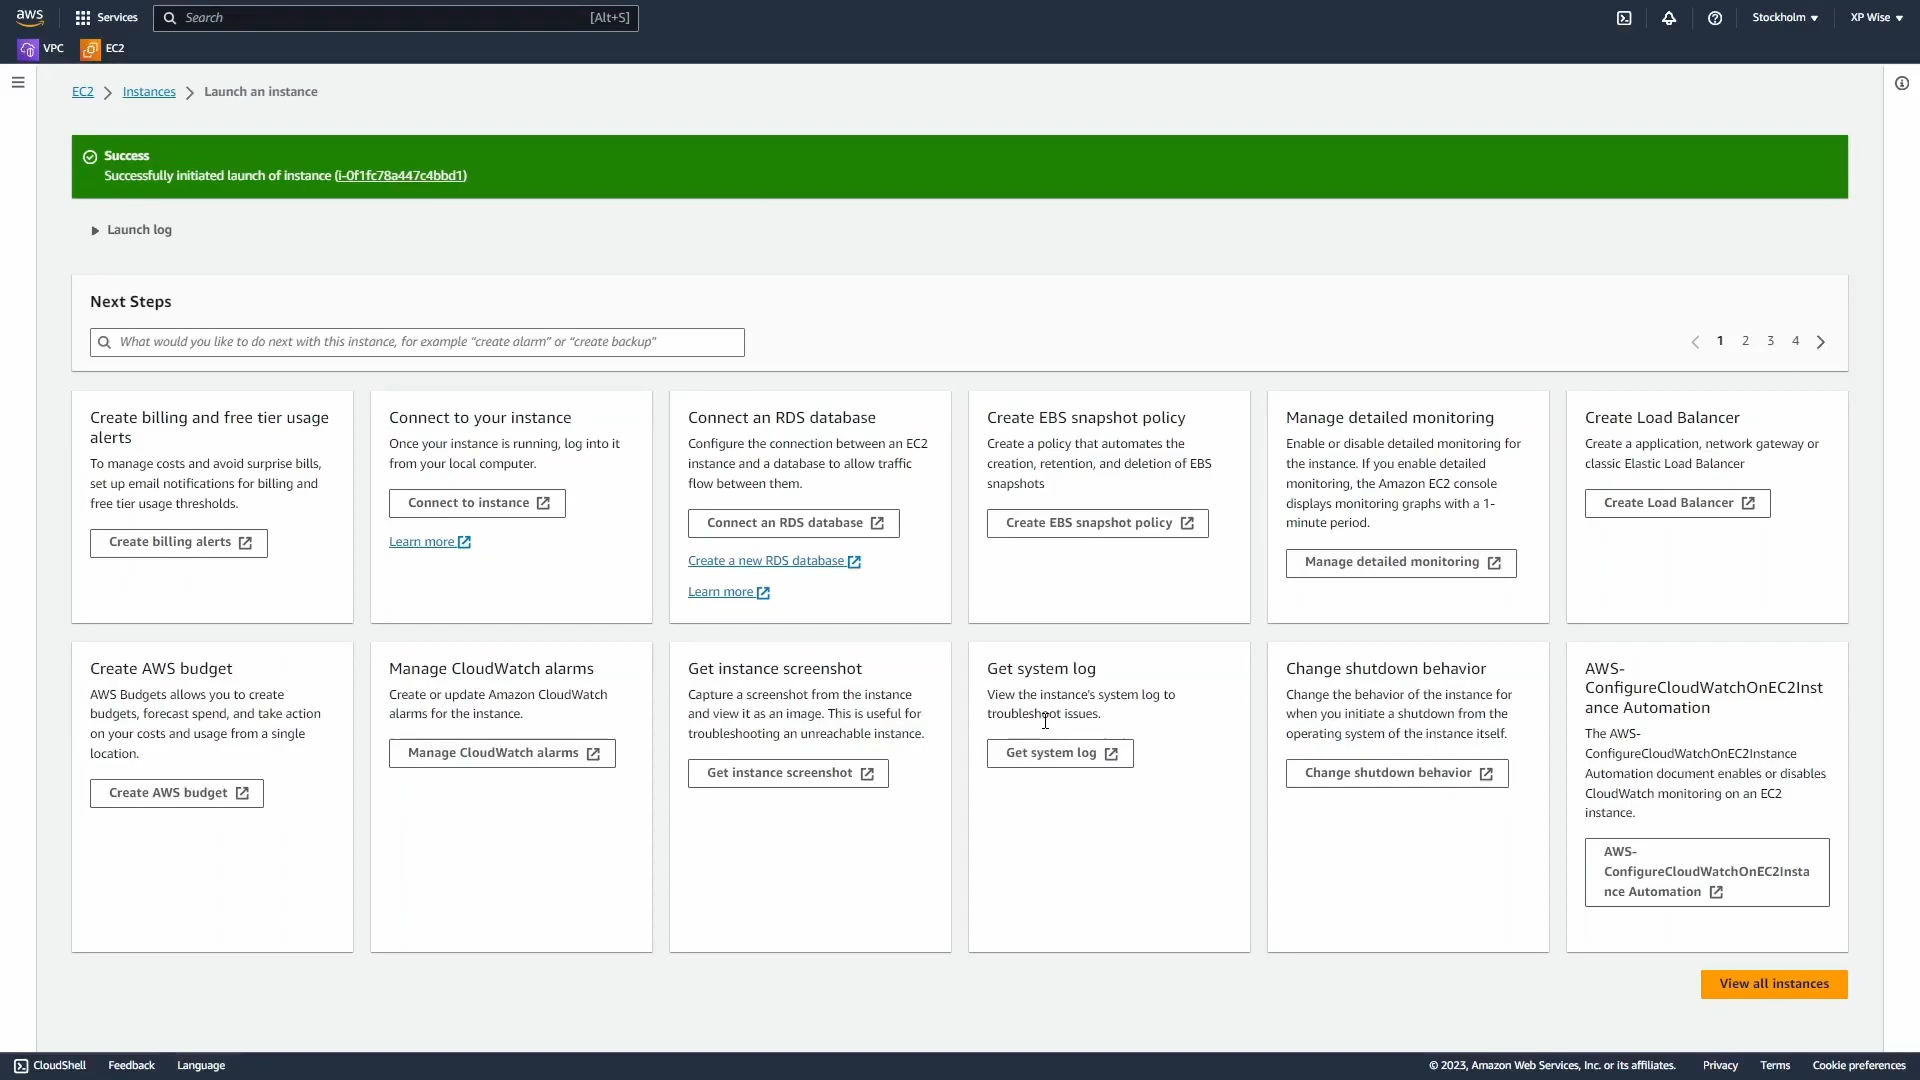 aws
Services
Search
[Alt+S]
Stockholm
XP Wise
VPC
EC2
EC2
Instances
Launch an instance
Success
Successfully initiated launch of instance (i-0f1fc78a447c4bbd1)
Launch log
Next Steps
What would you like to do next with this instance, for example “create alarm” or “create backup”
1
2
3
4
Create billing and free tier usage
alerts
To manage costs and avoid surprise bills,
set up email notifications for billing and
free tier usage thresholds.
Create billing alerts
Connect to your instance
Once your instance is running, log into it
from your local computer.
Connect to instance
Learn more
Connect an RDS database
Configure the connection between an EC2
instance and a database to allow traffic
flow between them.
Connect an RDS database
Create a new RDS database
Learn more
Create EBS snapshot policy
Create a policy that automates the
creation, retention, and deletion of EBS
snapshots
Create EBS snapshot policy
Manage detailed monitoring
Enable or disable detailed monitoring for
the instance. If you enable detailed
monitoring, the Amazon EC2 console
displays monitoring graphs with a 1-
minute period.
Manage detailed monitoring
Create Load Balancer
Create a application, network gateway or
classic Elastic Load Balancer
Create Load Balancer
Create AWS budget
AWS Budgets allows you to create
budgets, forecast spend, and take action
on your costs and usage from a single
location.
Create AWS budget
Manage CloudWatch alarms
Create or update Amazon CloudWatch
alarms for the instance.
Manage CloudWatch alarms
Get instance screenshot
Capture a screenshot from the instance
and view it as an image. This is useful for
troubleshooting an unreachable instance.
Get instance screenshot
Get system log
View the instance's system log to
troubleshoot issues.
Get system log
Change shutdown behavior
Change the behavior of the instance for
when you initiate a shutdown from the
operating system of the instance itself.
Change shutdown behavior
AWS-
ConfigureCloudWatchOnEC2Inst
ance Automation
The AWS-
ConfigureCloudWatchOnEC2Instance
Automation document enables or disables
CloudWatch monitoring on an EC2
instance.
AWS-
ConfigureCloudWatchOnEC2Insta
nce Automation
View all instances
CloudShell
Feedback
Language
© 2023, Amazon Web Services, Inc. or its affiliates.
Privacy
Terms
Cookie preferences